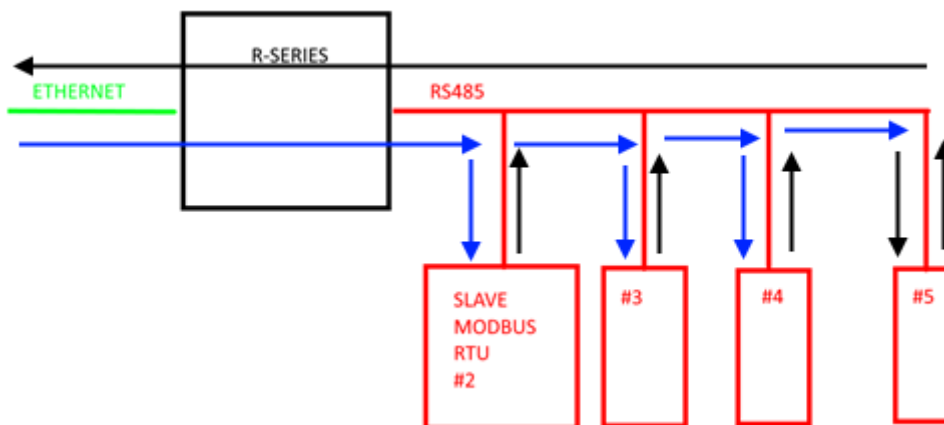 R-SERIES
ETHERNET
RS485
SLAVE
MODBUS
RTU
#2
#3
#4
#5